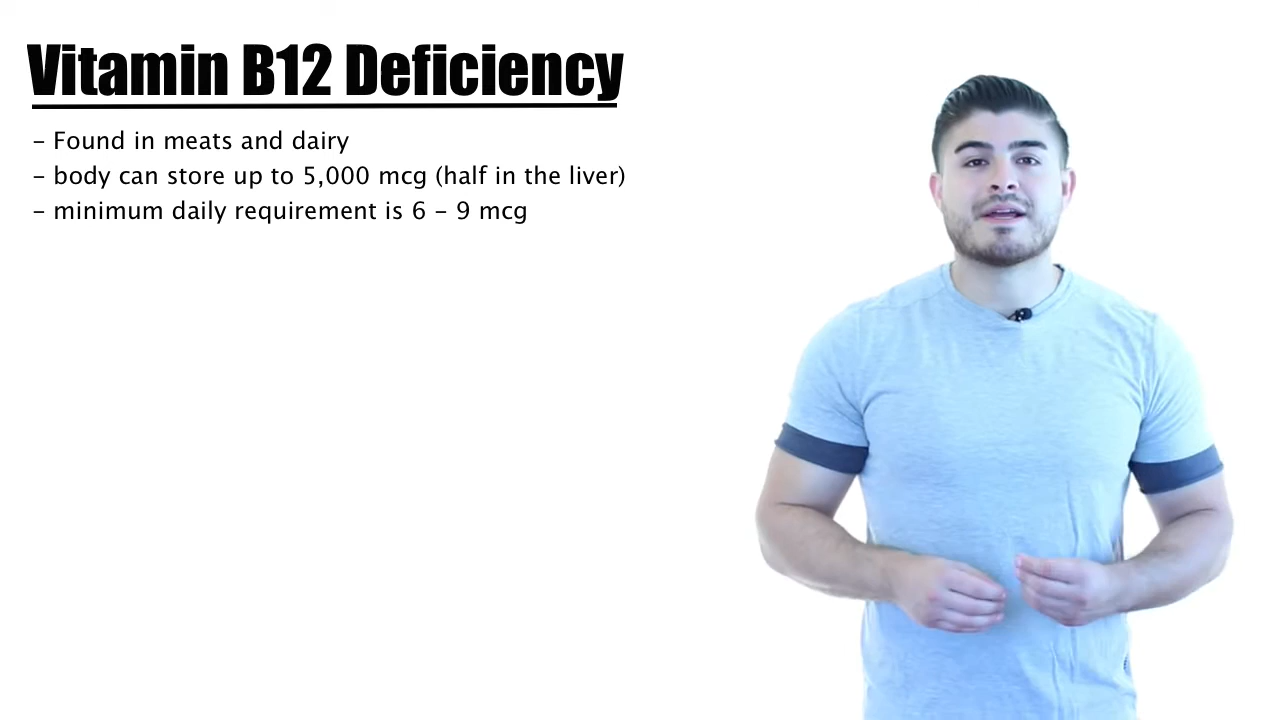 Vitamin B12 Deficiency
- Found in meats and dairy
- body can store up to 5,000 mcg (half in the liver)
- minimum daily requirement is 6 - 9 mcg